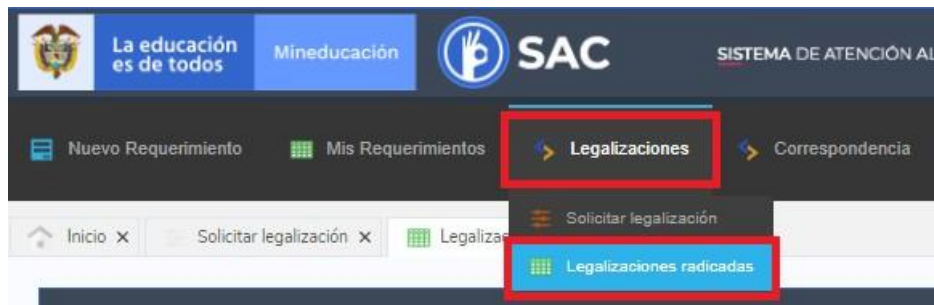 La educación
es de todos
Mineducación
SAC
SISTEMA DE ATENCIÓN AL
Nuevo Requerimiento
Mis Requerimientos
Legalizaciones
Correspondencia
Solicitar legalización
Legalizaciones radicadas
Inicio x
Solicitar legalización x